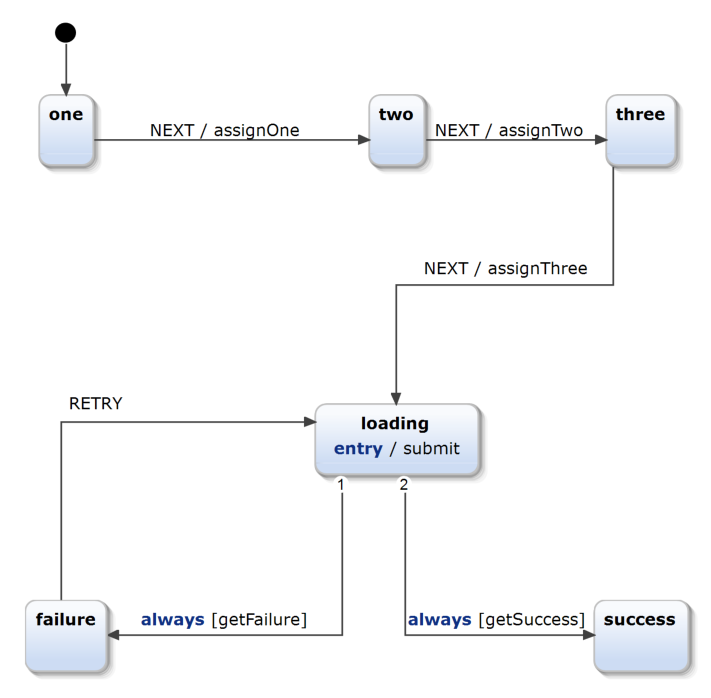 one
NEXT / assignOne
two
NEXT / assignTwo
three
NEXT / assignThree
RETRY
loading
entry / submit
1
2
failure
always [getFailure]
always [getSuccess]
success